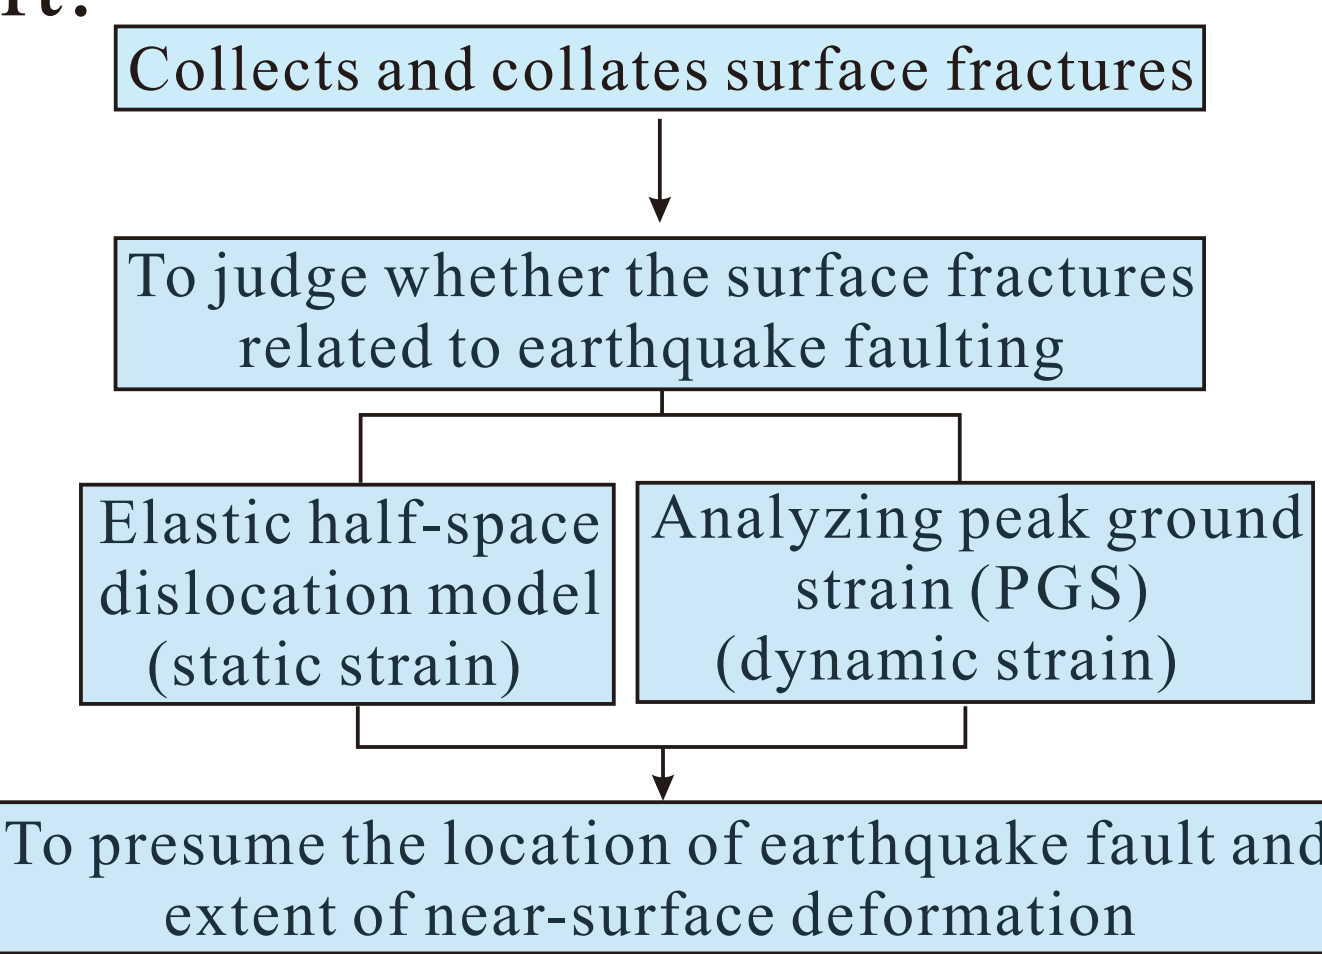 Collects and collates surface fractures
To judge whether the surface fractures
related to earthquake faulting
Elastic half-space
dislocation model
(static strain)
Analyzing peak ground
strain (PGS)
(dynamic strain)
To presume the location of earthquake fault and
extent of near-surface deformation